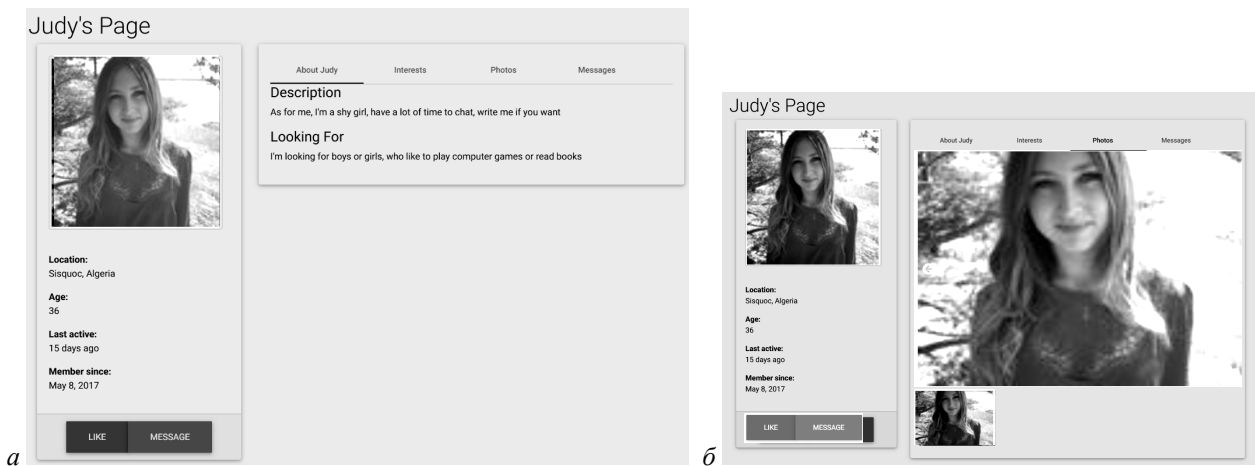 Judy's Page
About Judy Interests Photos Messages
Description
As for me, I'm a shy girl, have a lot of time to chat, write me if you want
Looking For
I'm looking for boys or girls, who like to play computer games or read books
Location:
Sisquoc, Algeria
Age:
36
Last active:
15 days ago
Member since:
May 8, 2017
LIKE MESSAGE
а
Judy's Page
About Judy Interests Photos Messages
Location:
Sisquoc, Algeria
Age:
36
Last active:
15 days ago
Member since:
May 8, 2017
LIKE MESSAGE
б